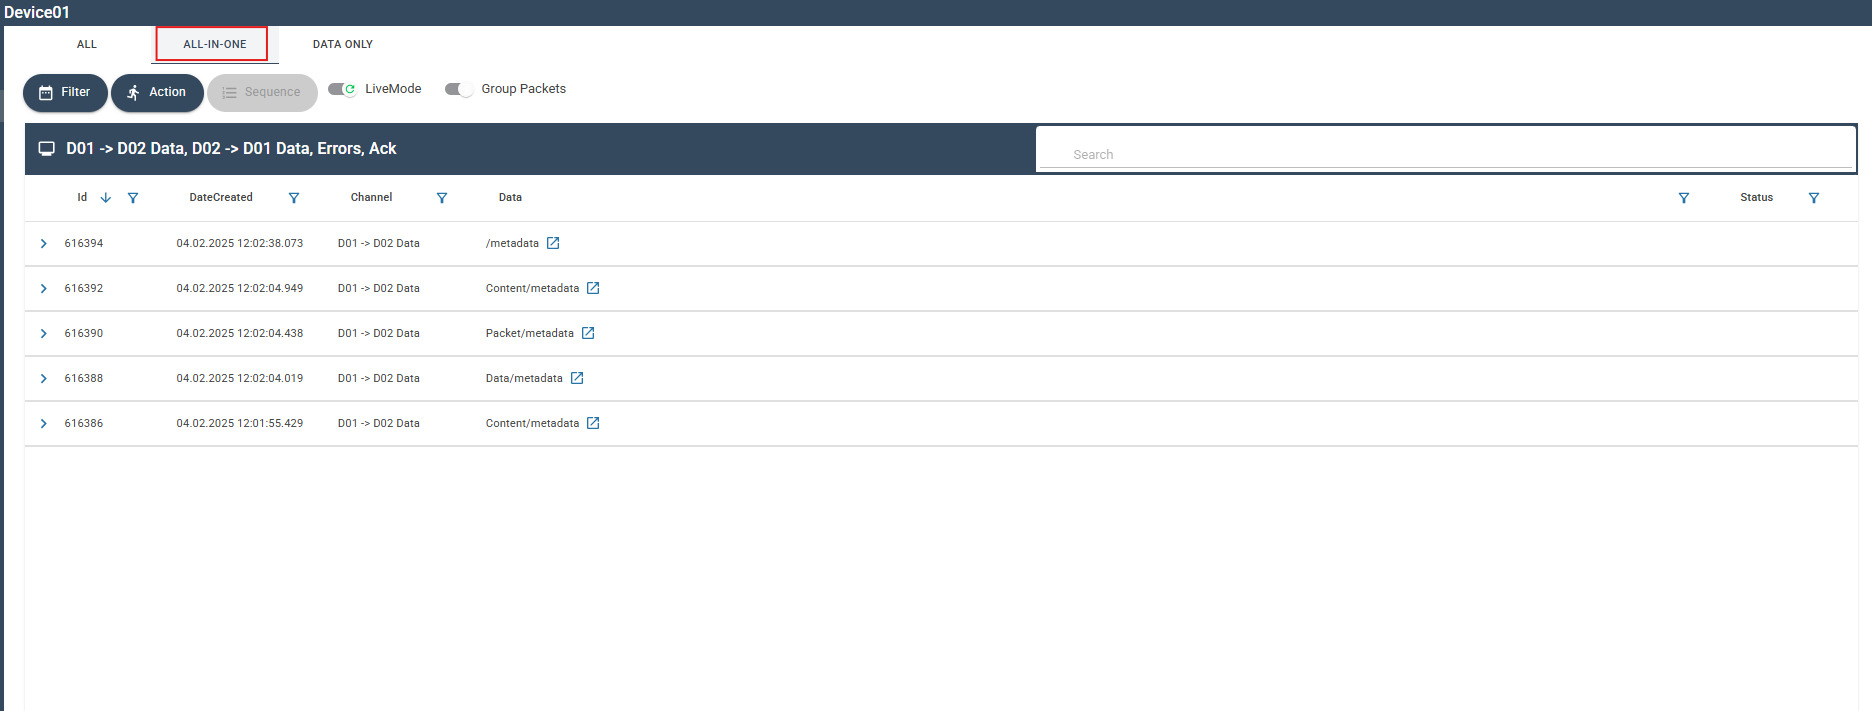 Device01
ALL ALL-IN-ONE DATA ONLY
Filter Action Sequence LiveMode Group Packets
D01 -> D02 Data, D02 -> D01 Data, Errors, Ack Search
Id DateCreated Channel Data Status
616394 04.02.2025 12:02:38.073 D01 -> D02 Data /metadata
616392 04.02.2025 12:02:04.949 D01 -> D02 Data Content/metadata
616390 04.02.2025 12:02:04.438 D01 -> D02 Data Packet/metadata
616388 04.02.2025 12:02:04.019 D01 -> D02 Data Data/metadata
616386 04.02.2025 12:01:55.429 D01 -> D02 Data Content/metadata